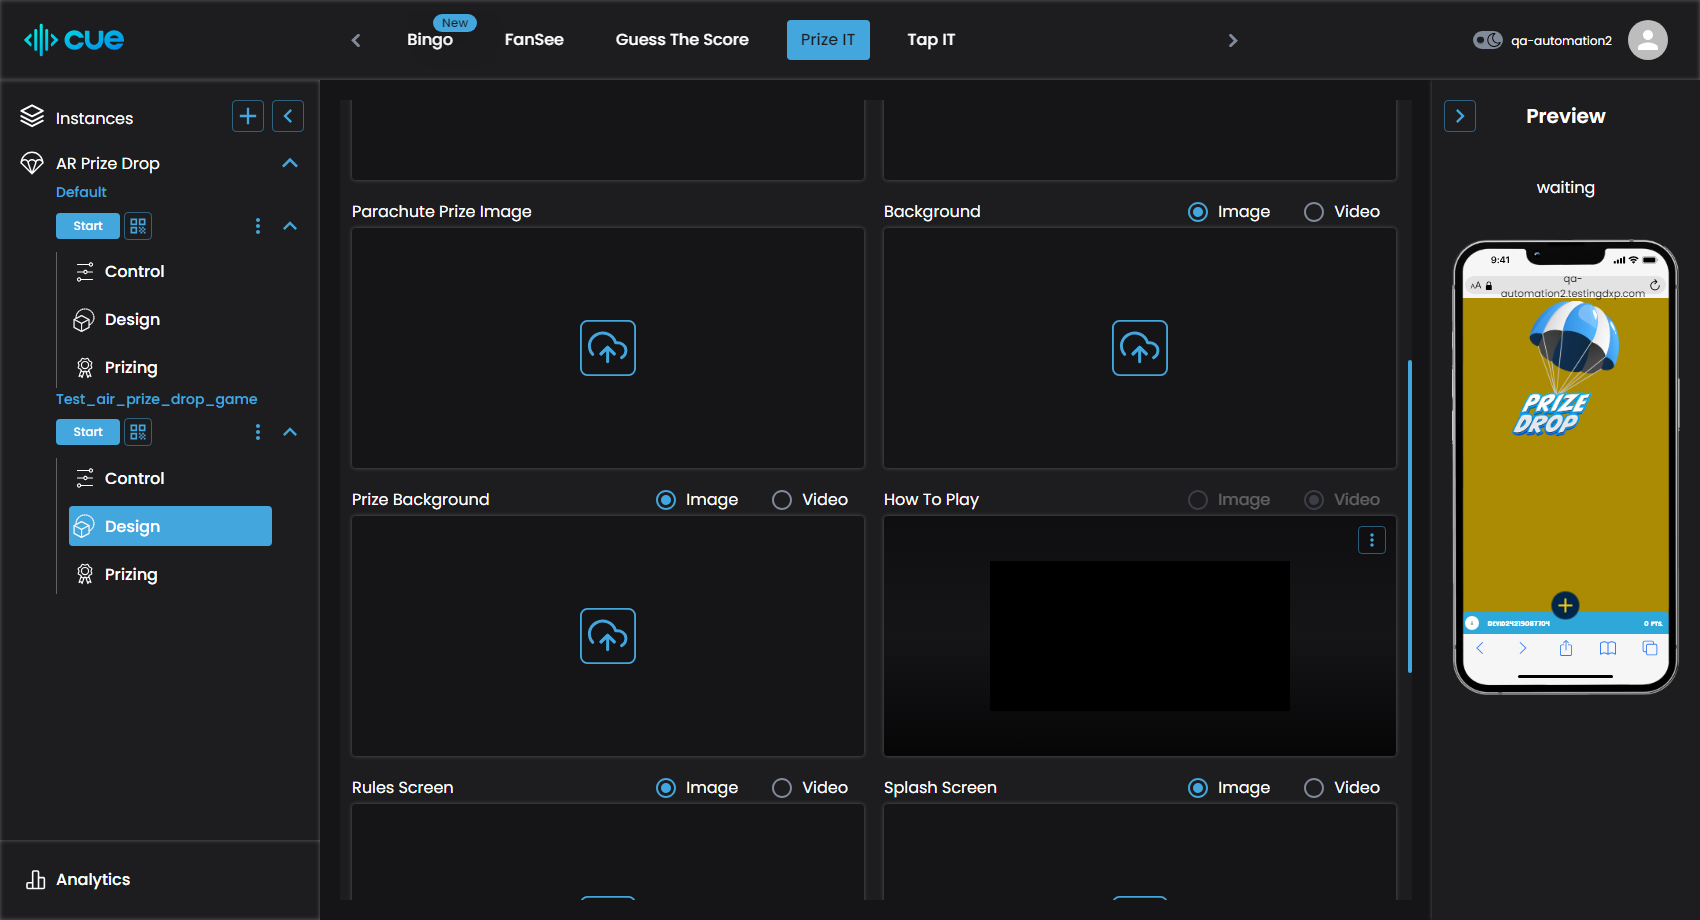 cue
New
Bingo
FanSee
Guess The Score
Prize IT
Tap IT
qa-automation2
Instances
AR Prize Drop
Default
Start
Control
Design
Prizing
Test_air_prize_drop_game
Start
Control
Design
Prizing
Analytics
Parachute Prize Image
Background
Image
Video
Prize Background
Image
Video
How To Play
Image
Video
Rules Screen
Image
Video
Splash Screen
Image
Video
Preview
waiting
9:41
AA
qa-
automation2.testingdxp.com
PRIZE
DROP
DEVID24219087704
0 PTS.